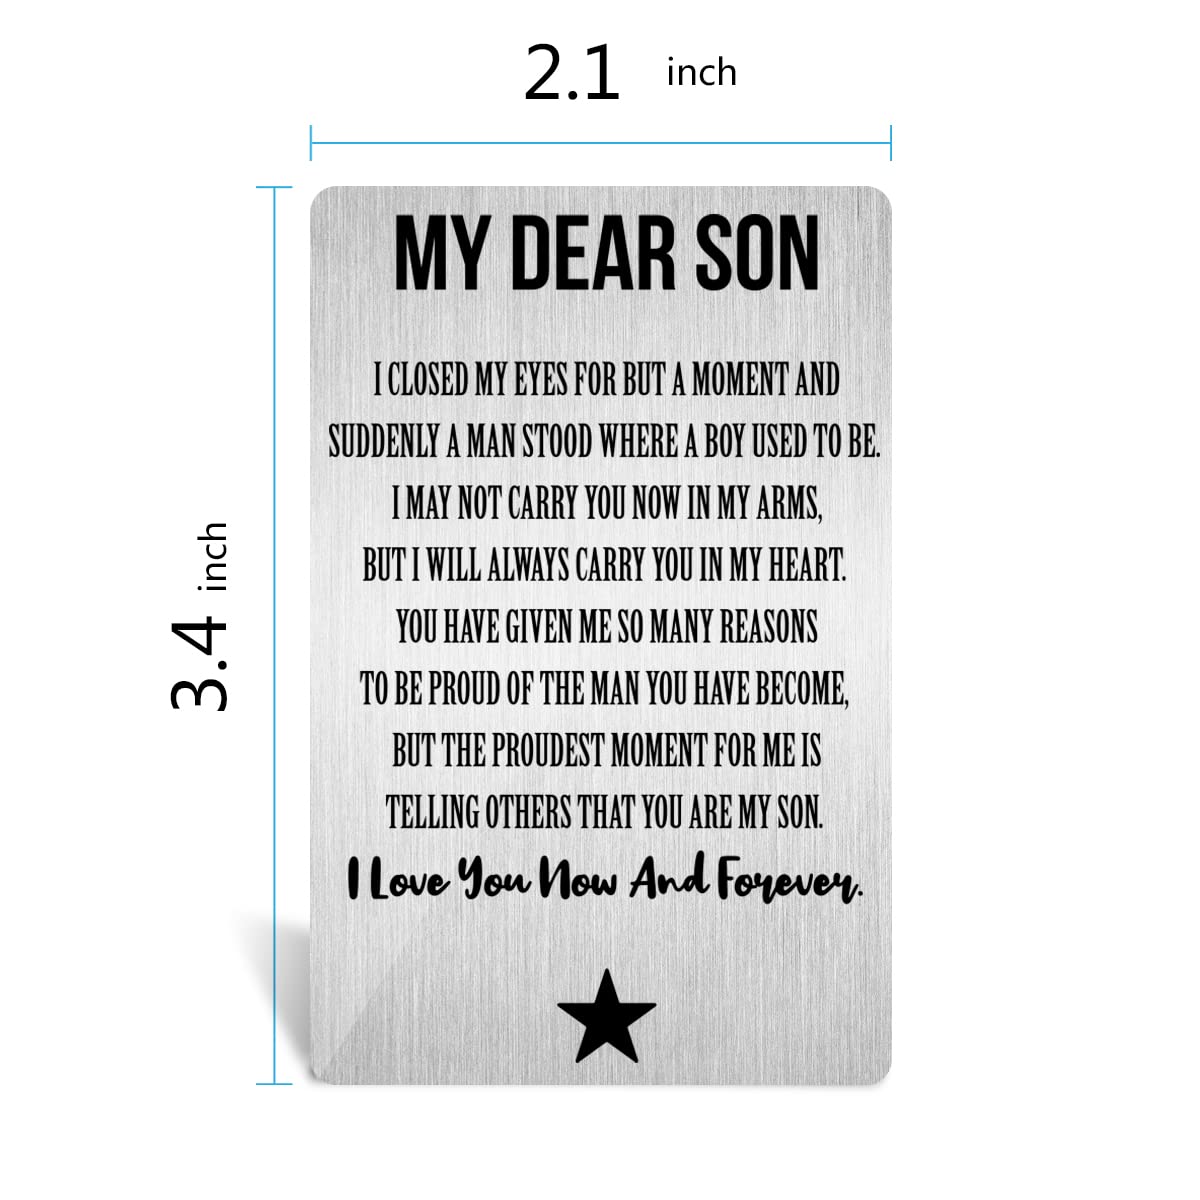 2.1 inch
3.4 inch
MY DEAR SON
I CLOSED MY EYES FOR BUT A MOMENT AND
SUDDENLY A MAN STOOD WHERE A BOY USED TO BE.
I MAY NOT CARRY YOU NOW IN MY ARMS,
BUT I WILL ALWAYS CARRY YOU IN MY HEART.
YOU HAVE GIVEN ME SO MANY REASONS
TO BE PROUD OF THE MAN YOU HAVE BECOME,
BUT THE PROUDEST MOMENT FOR ME IS
TELLING OTHERS THAT YOU ARE MY SON.
I Love You Now And Forever.